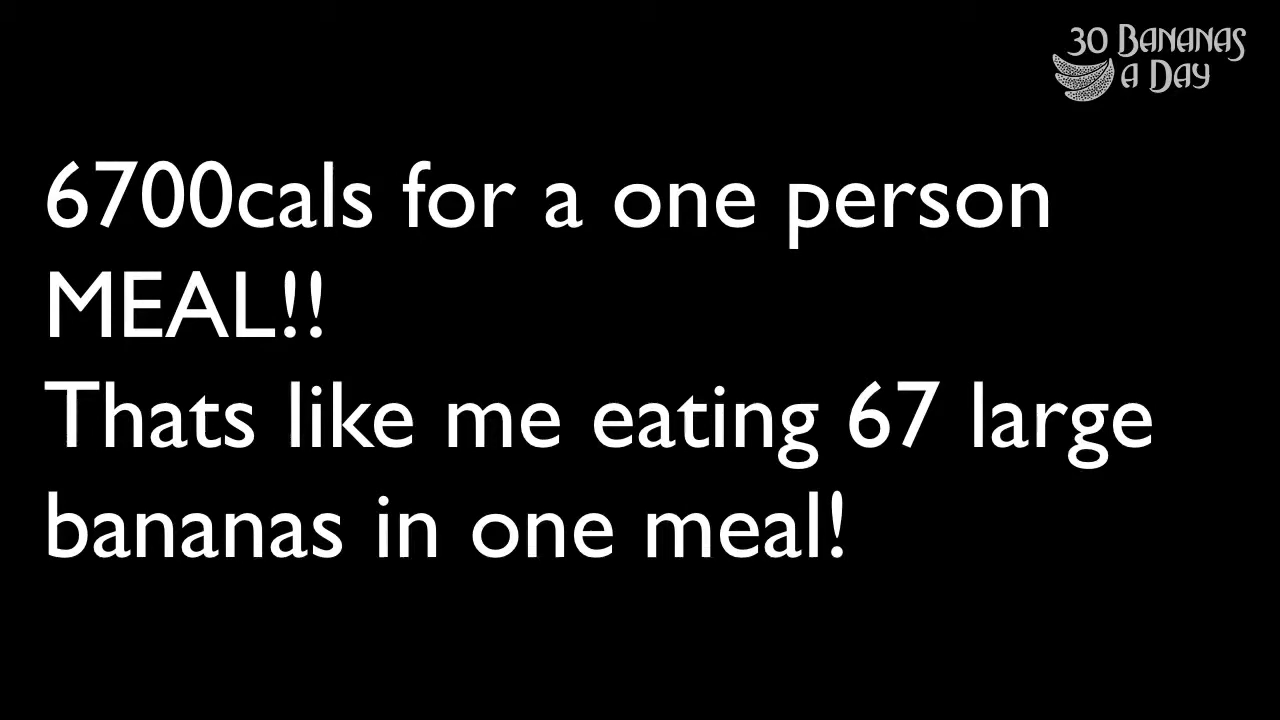 30 BANANAS
A DAY
6700cals for a one person
MEAL!!
Thats like me eating 67 large
bananas in one meal!